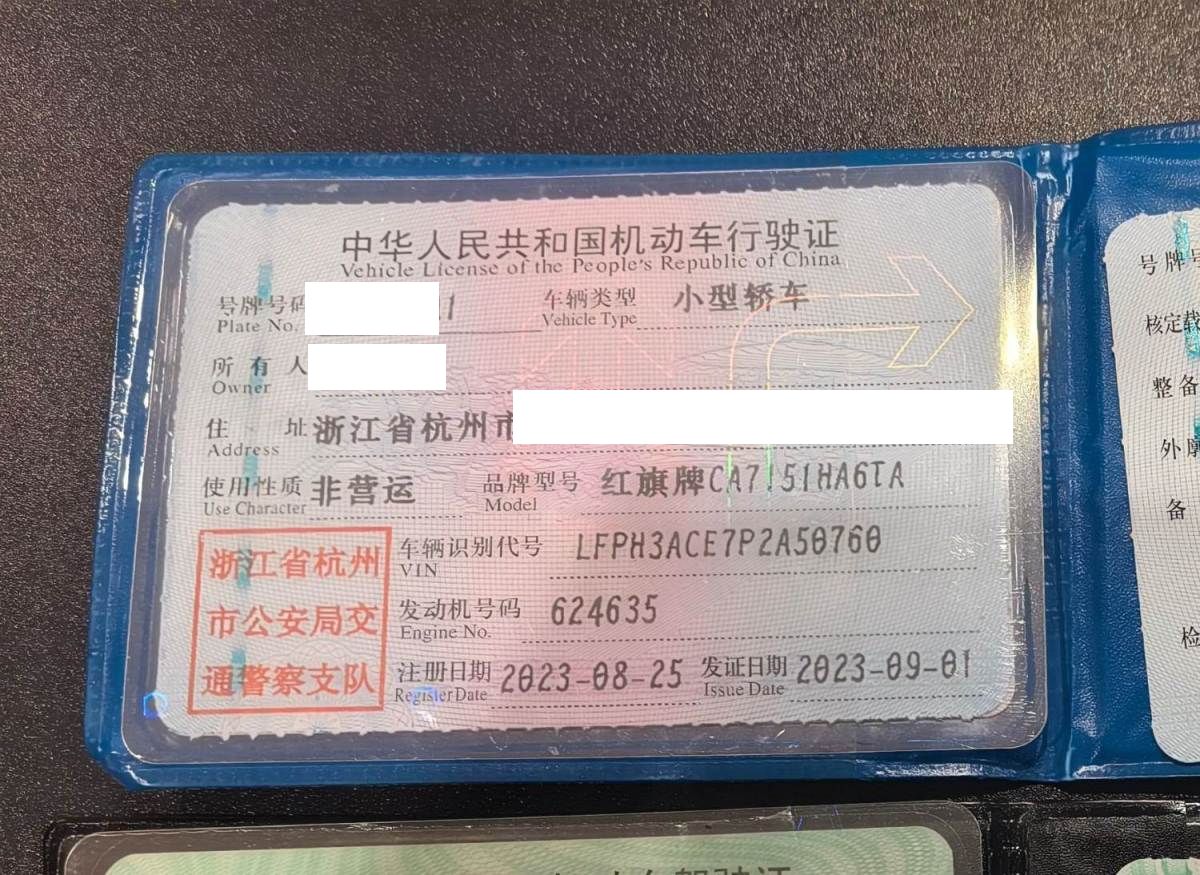 中华人民共和国机动车行驶证
Vehicle License of the People's Republic of China
号牌号码 1 车辆类型 小型轿车
Plate No. Vehicle Type
所有人
Owner
住址 浙江省杭州市
Address
使用性质 非营运 品牌型号 红旗牌CA7151HA6TA
Use Character Model
浙江省杭州
市公安局交
通警察支队
车辆识别代号 LFPH3ACE7P2A50760
VIN
发动机号码 624635
Engine No.
注册日期 2023-08-25 发证日期 2023-09-01
Register Date Issue Date
号牌号
核定载
整备
外廓
备
检